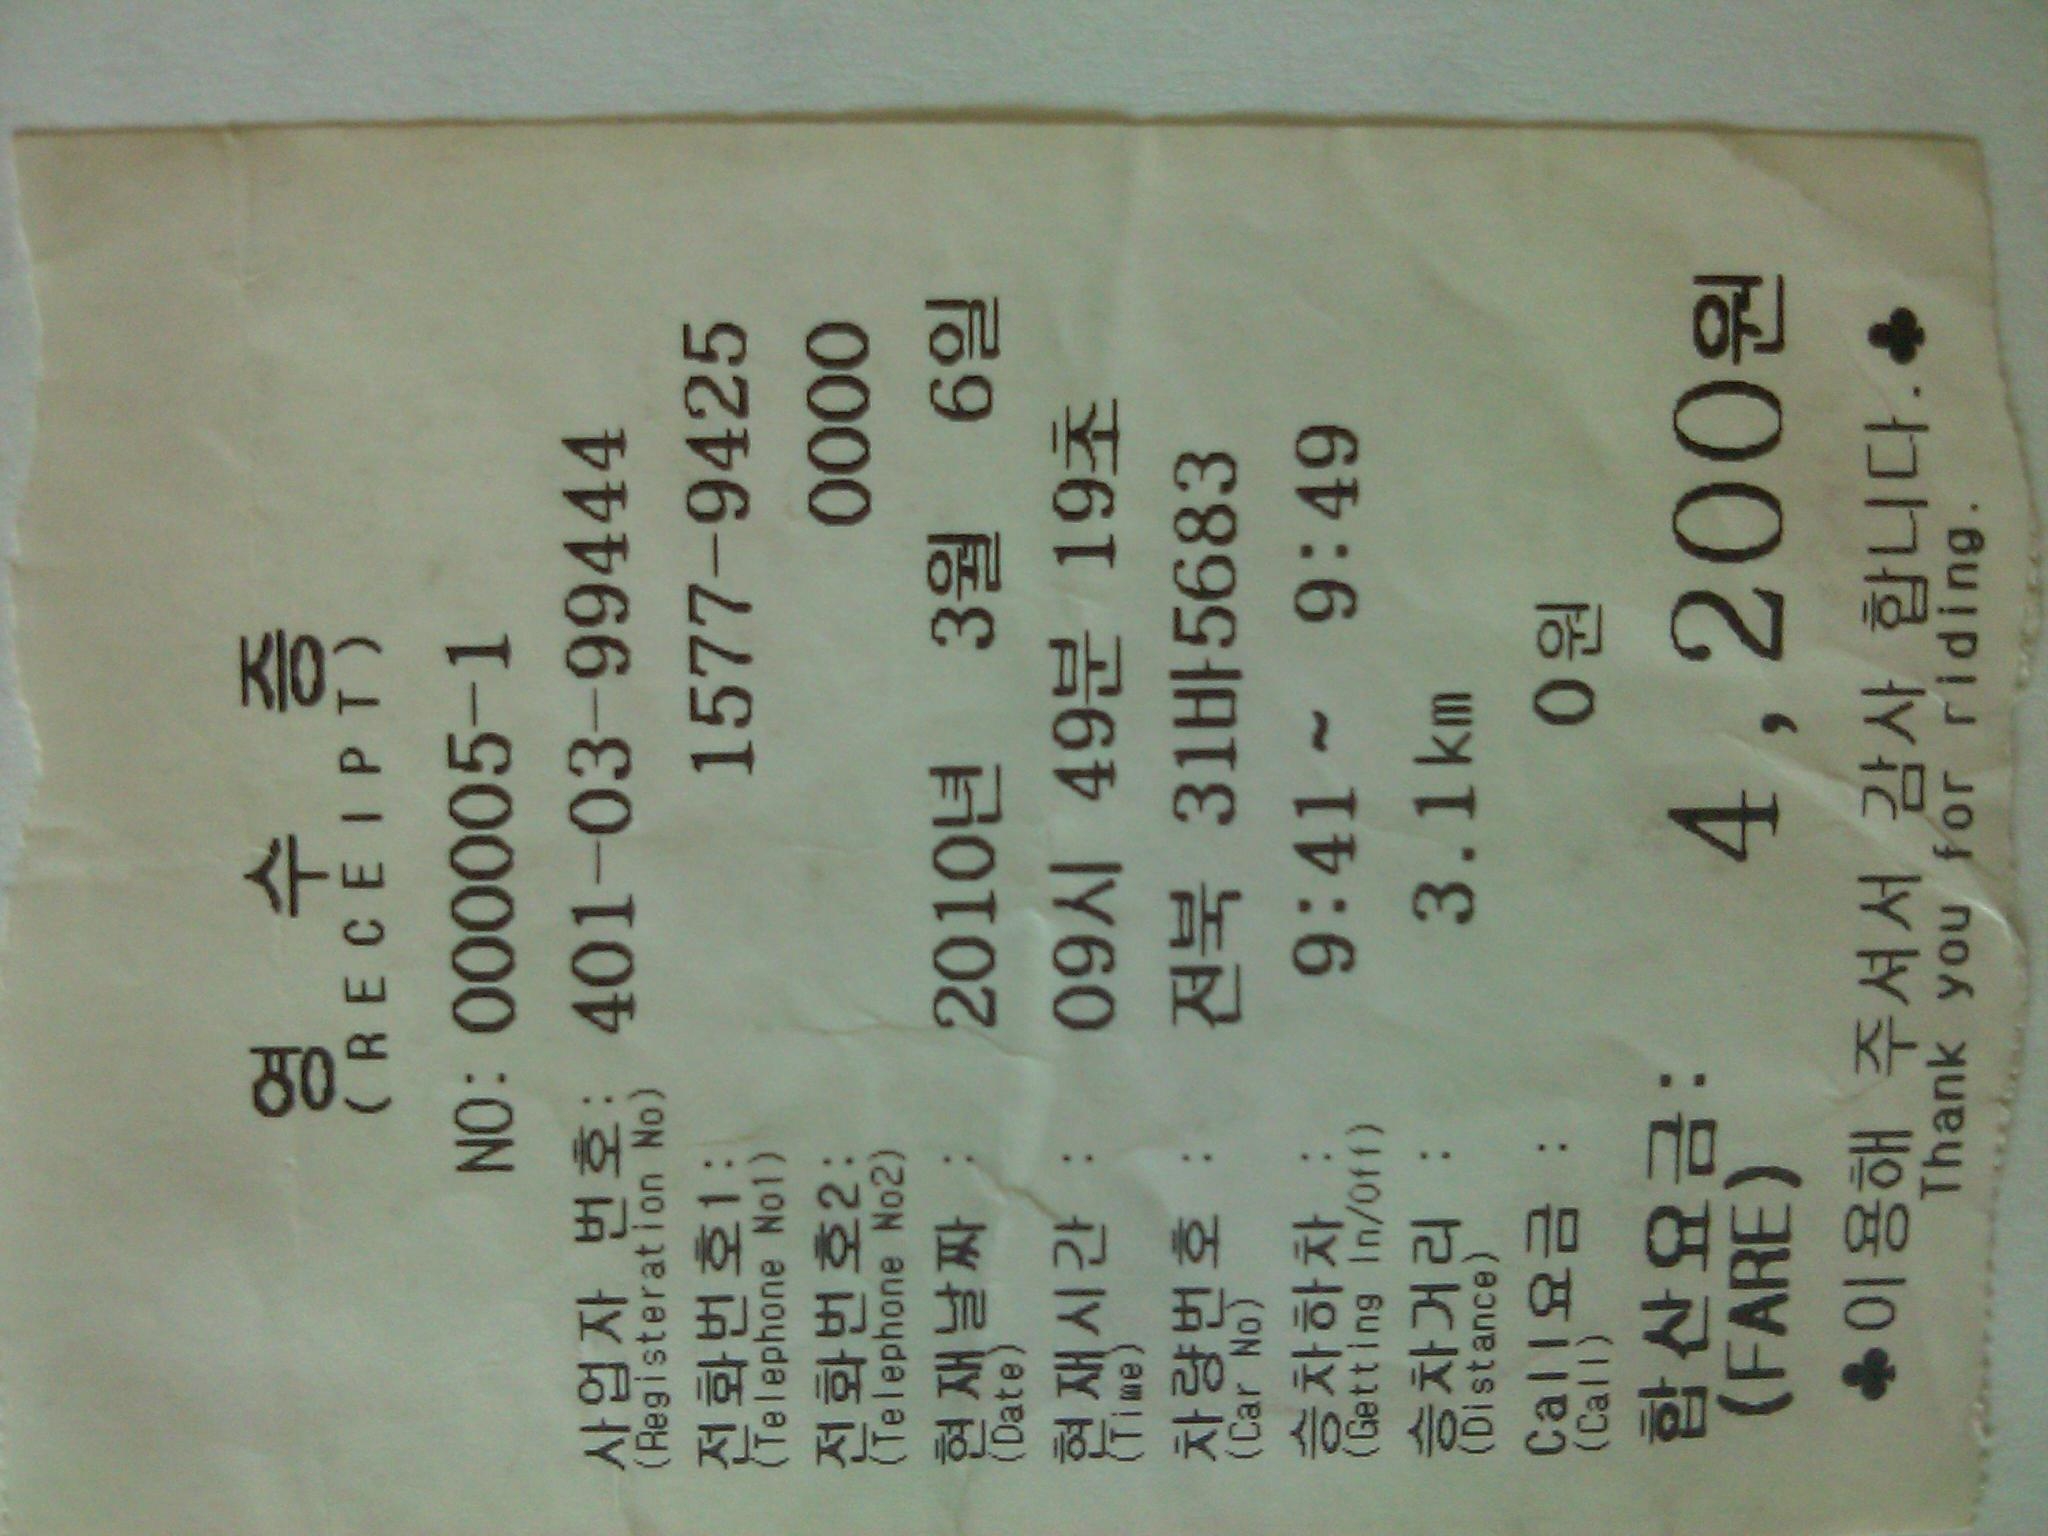 영 수 증
(RECEIPT)
NO: 000005-1
사업자 번호: 401-03-99444
(Registeration No)
전화번호1: 1577-9425
(Telephone No1)
전화번호2: 0000
(Telephone No2)
현재날짜 : 2010년 3월 6일
(Date)
현재시간 : 09시 49분 19초
(Time)
차량번호 : 전북 31바5683
(Car No)
승차하차 : 9:41 ~ 9:49
(Getting In/Off)
승차거리 : 3.1km
(Distance)
Call요금 : 0원
(Call)
합산요금: 4,200원
(FARE)
♣이용해 주셔서 감사 합니다.♣
Thank you for riding.